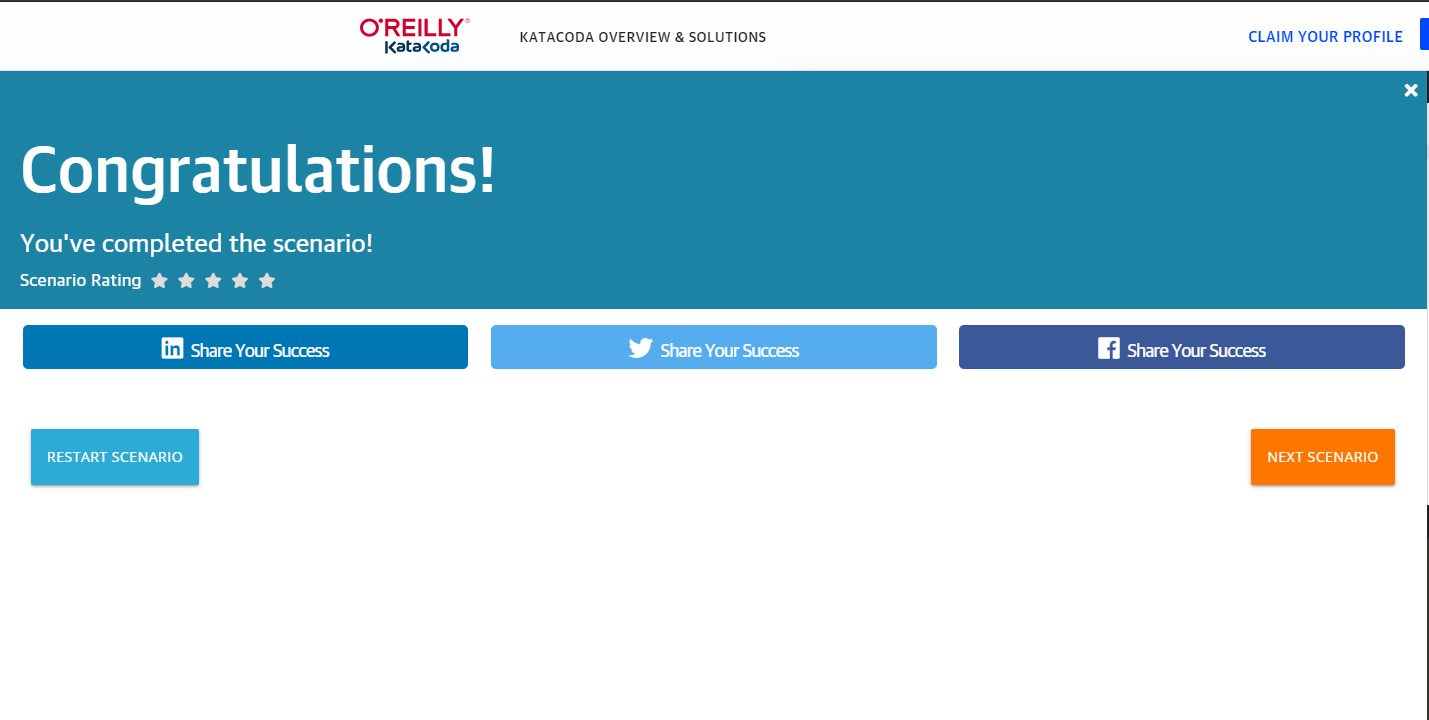 O'REILLY®
Katacoda
KATACODA OVERVIEW & SOLUTIONS
CLAIM YOUR PROFILE
Congratulations!
You've completed the scenario!
Scenario Rating
Share Your Success
Share Your Success
Share Your Success
RESTART SCENARIO
NEXT SCENARIO